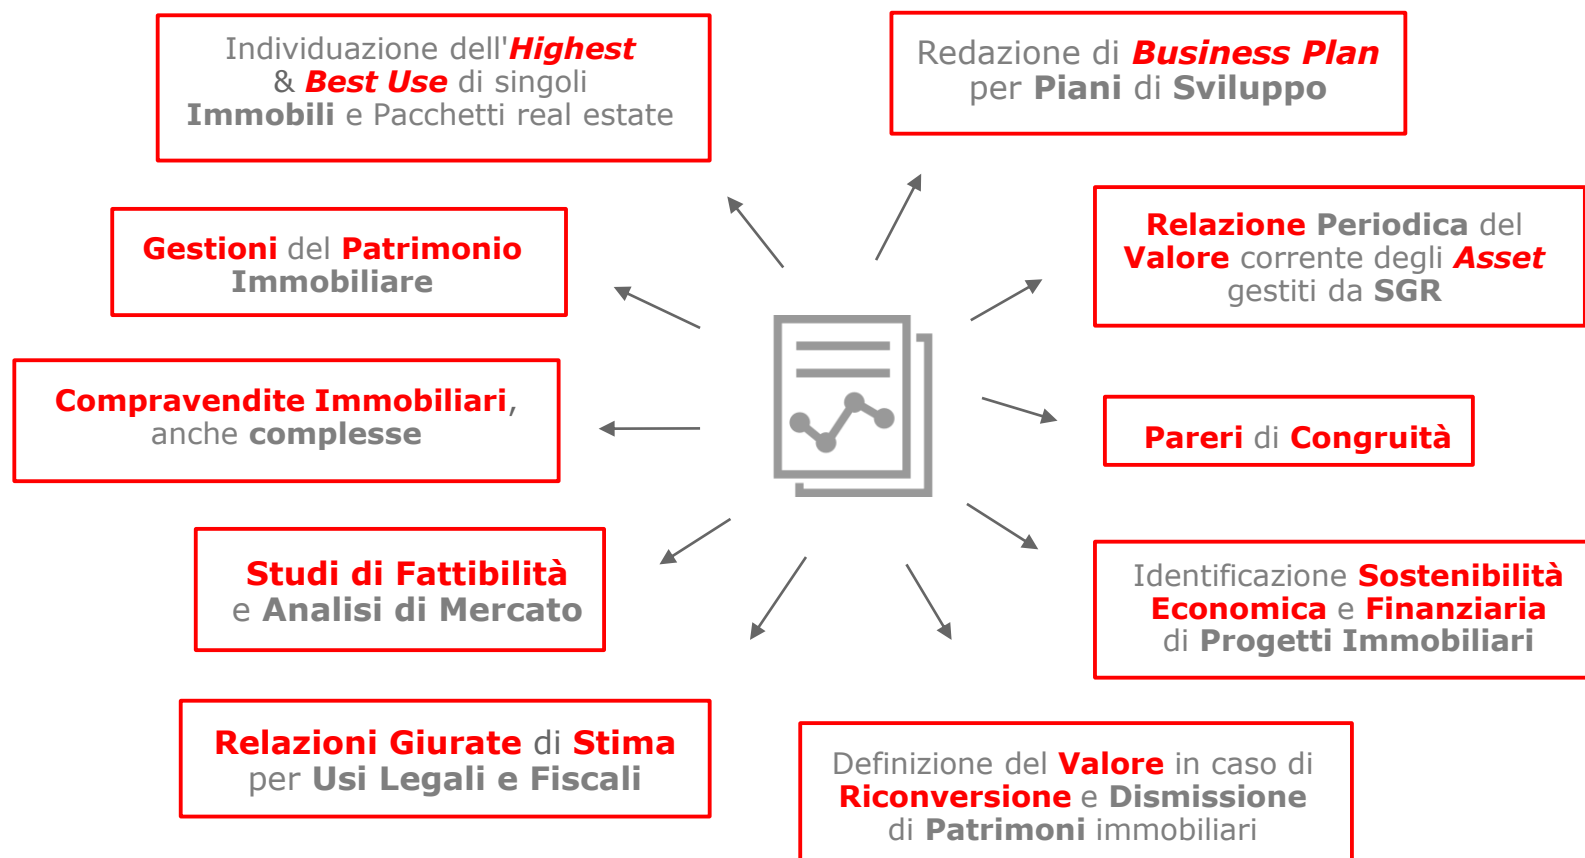 Individuazione dell'Highest
& Best Use di singoli
Immobili e Pacchetti real estate
Redazione di Business Plan
per Piani di Sviluppo
Gestioni del Patrimonio
Immobiliare
Relazione Periodica del
Valore corrente degli Asset
gestiti da SGR
Compravendite Immobiliari,
anche complesse
Pareri di Congruità
Studi di Fattibilità
e Analisi di Mercato
Identificazione Sostenibilità
Economica e Finanziaria
di Progetti Immobiliari
Relazioni Giurate di Stima
per Usi Legali e Fiscali
Definizione del Valore in caso di
Riconversione e Dismissione
di Patrimoni immobiliari